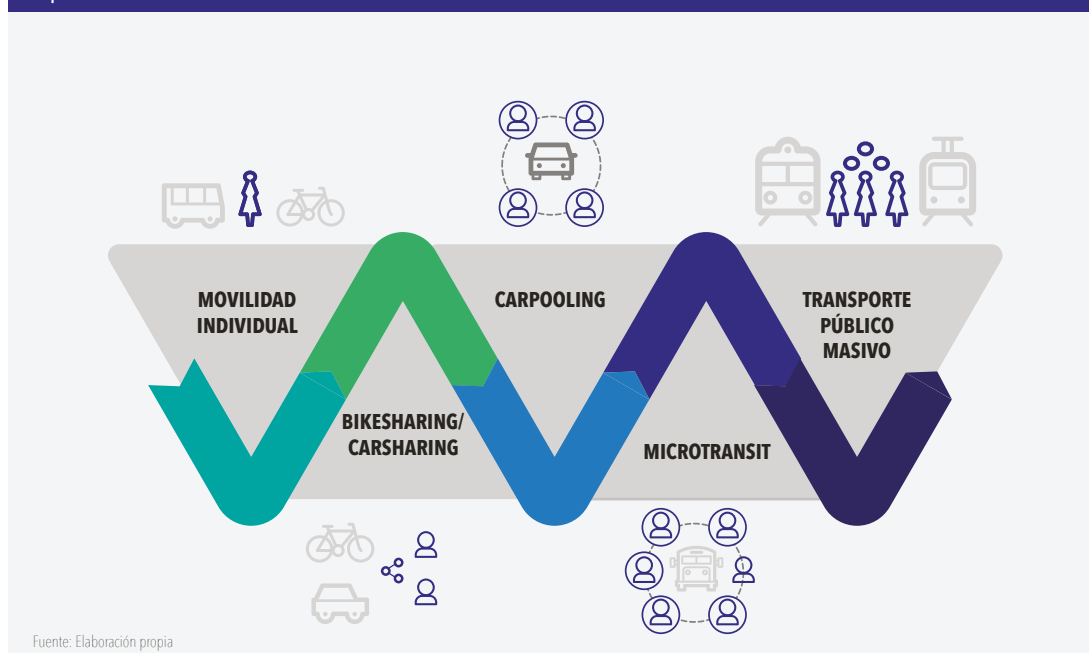 MOVILIDAD
INDIVIDUAL
CARPOOLING
TRANSPORTE
PÚBLICO
MASIVO
BIKESHARING/
CARSHARING
MICROTRANSIT
Fuente: Elaboración propia